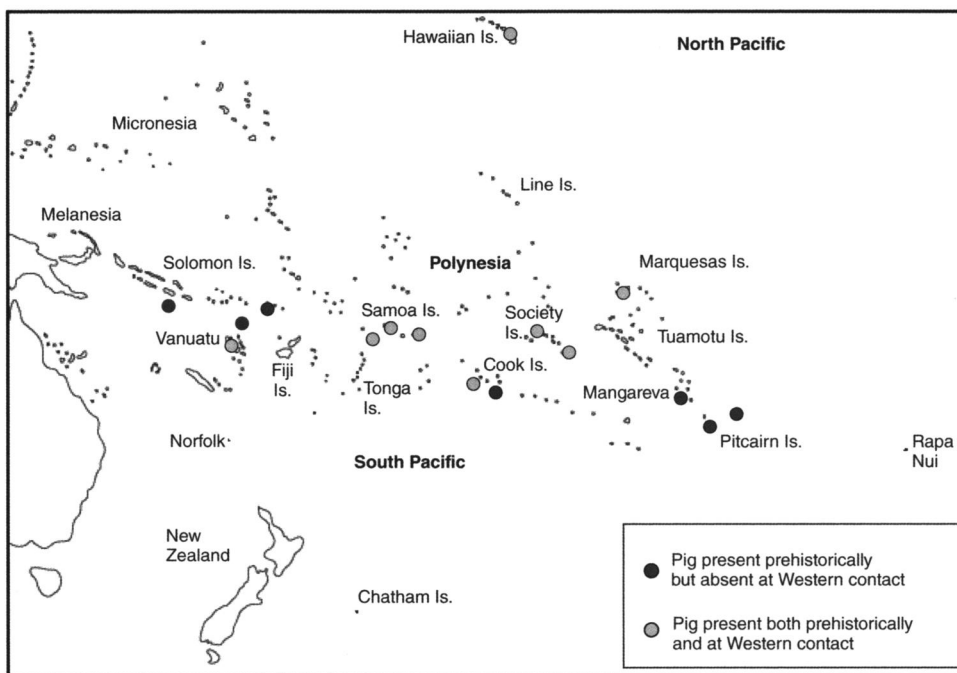 Hawaiian Is.
North Pacific
Micronesia
Line Is.
Melanesia
Solomon Is.
Polynesia
Marquesas Is.
Samoa Is.
Society
Is.
Vanuatu
Tuamotu Is.
Fiji
Is.
Tonga
Is.
Cook Is.
Mangareva
Pitcairn Is.
Norfolk
Rapa
Nui
South Pacific
New
Zealand
Chatham Is.
Pig present prehistorically
but absent at Western contact
Pig present both prehistorically
and at Western contact